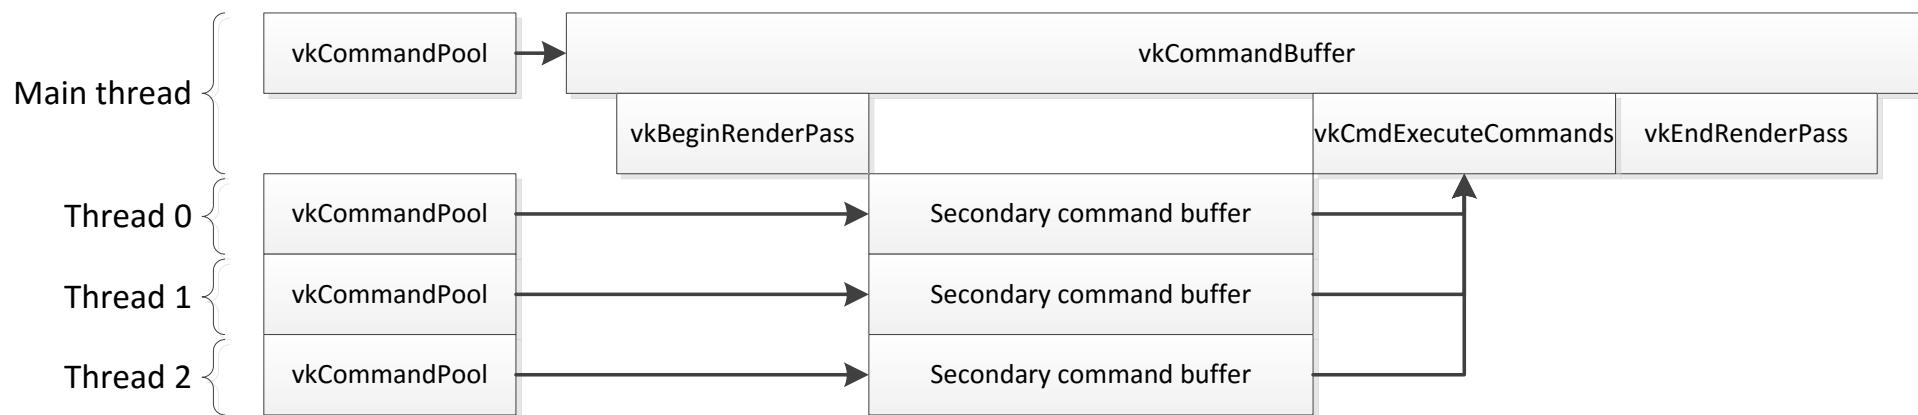 Main thread
vkCommandPool
vkCommandBuffer
vkBeginRenderPass
vkCmdExecuteCommands
vkEndRenderPass
Thread 0
vkCommandPool
Secondary command buffer
Thread 1
vkCommandPool
Secondary command buffer
Thread 2
vkCommandPool
Secondary command buffer